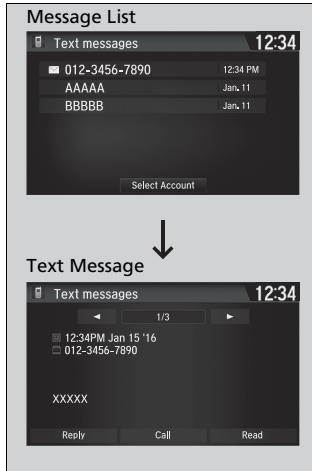 Message List
Text messages 12:34
012-3456-7890 12:34 PM
AAAAA Jan. 11
BBBBB Jan. 11
Select Account
Text Message
Text messages 12:34
◄ 1/3 ►
12:34PM Jan 15 '16
012-3456-7890
XXXXX
Reply Call Read